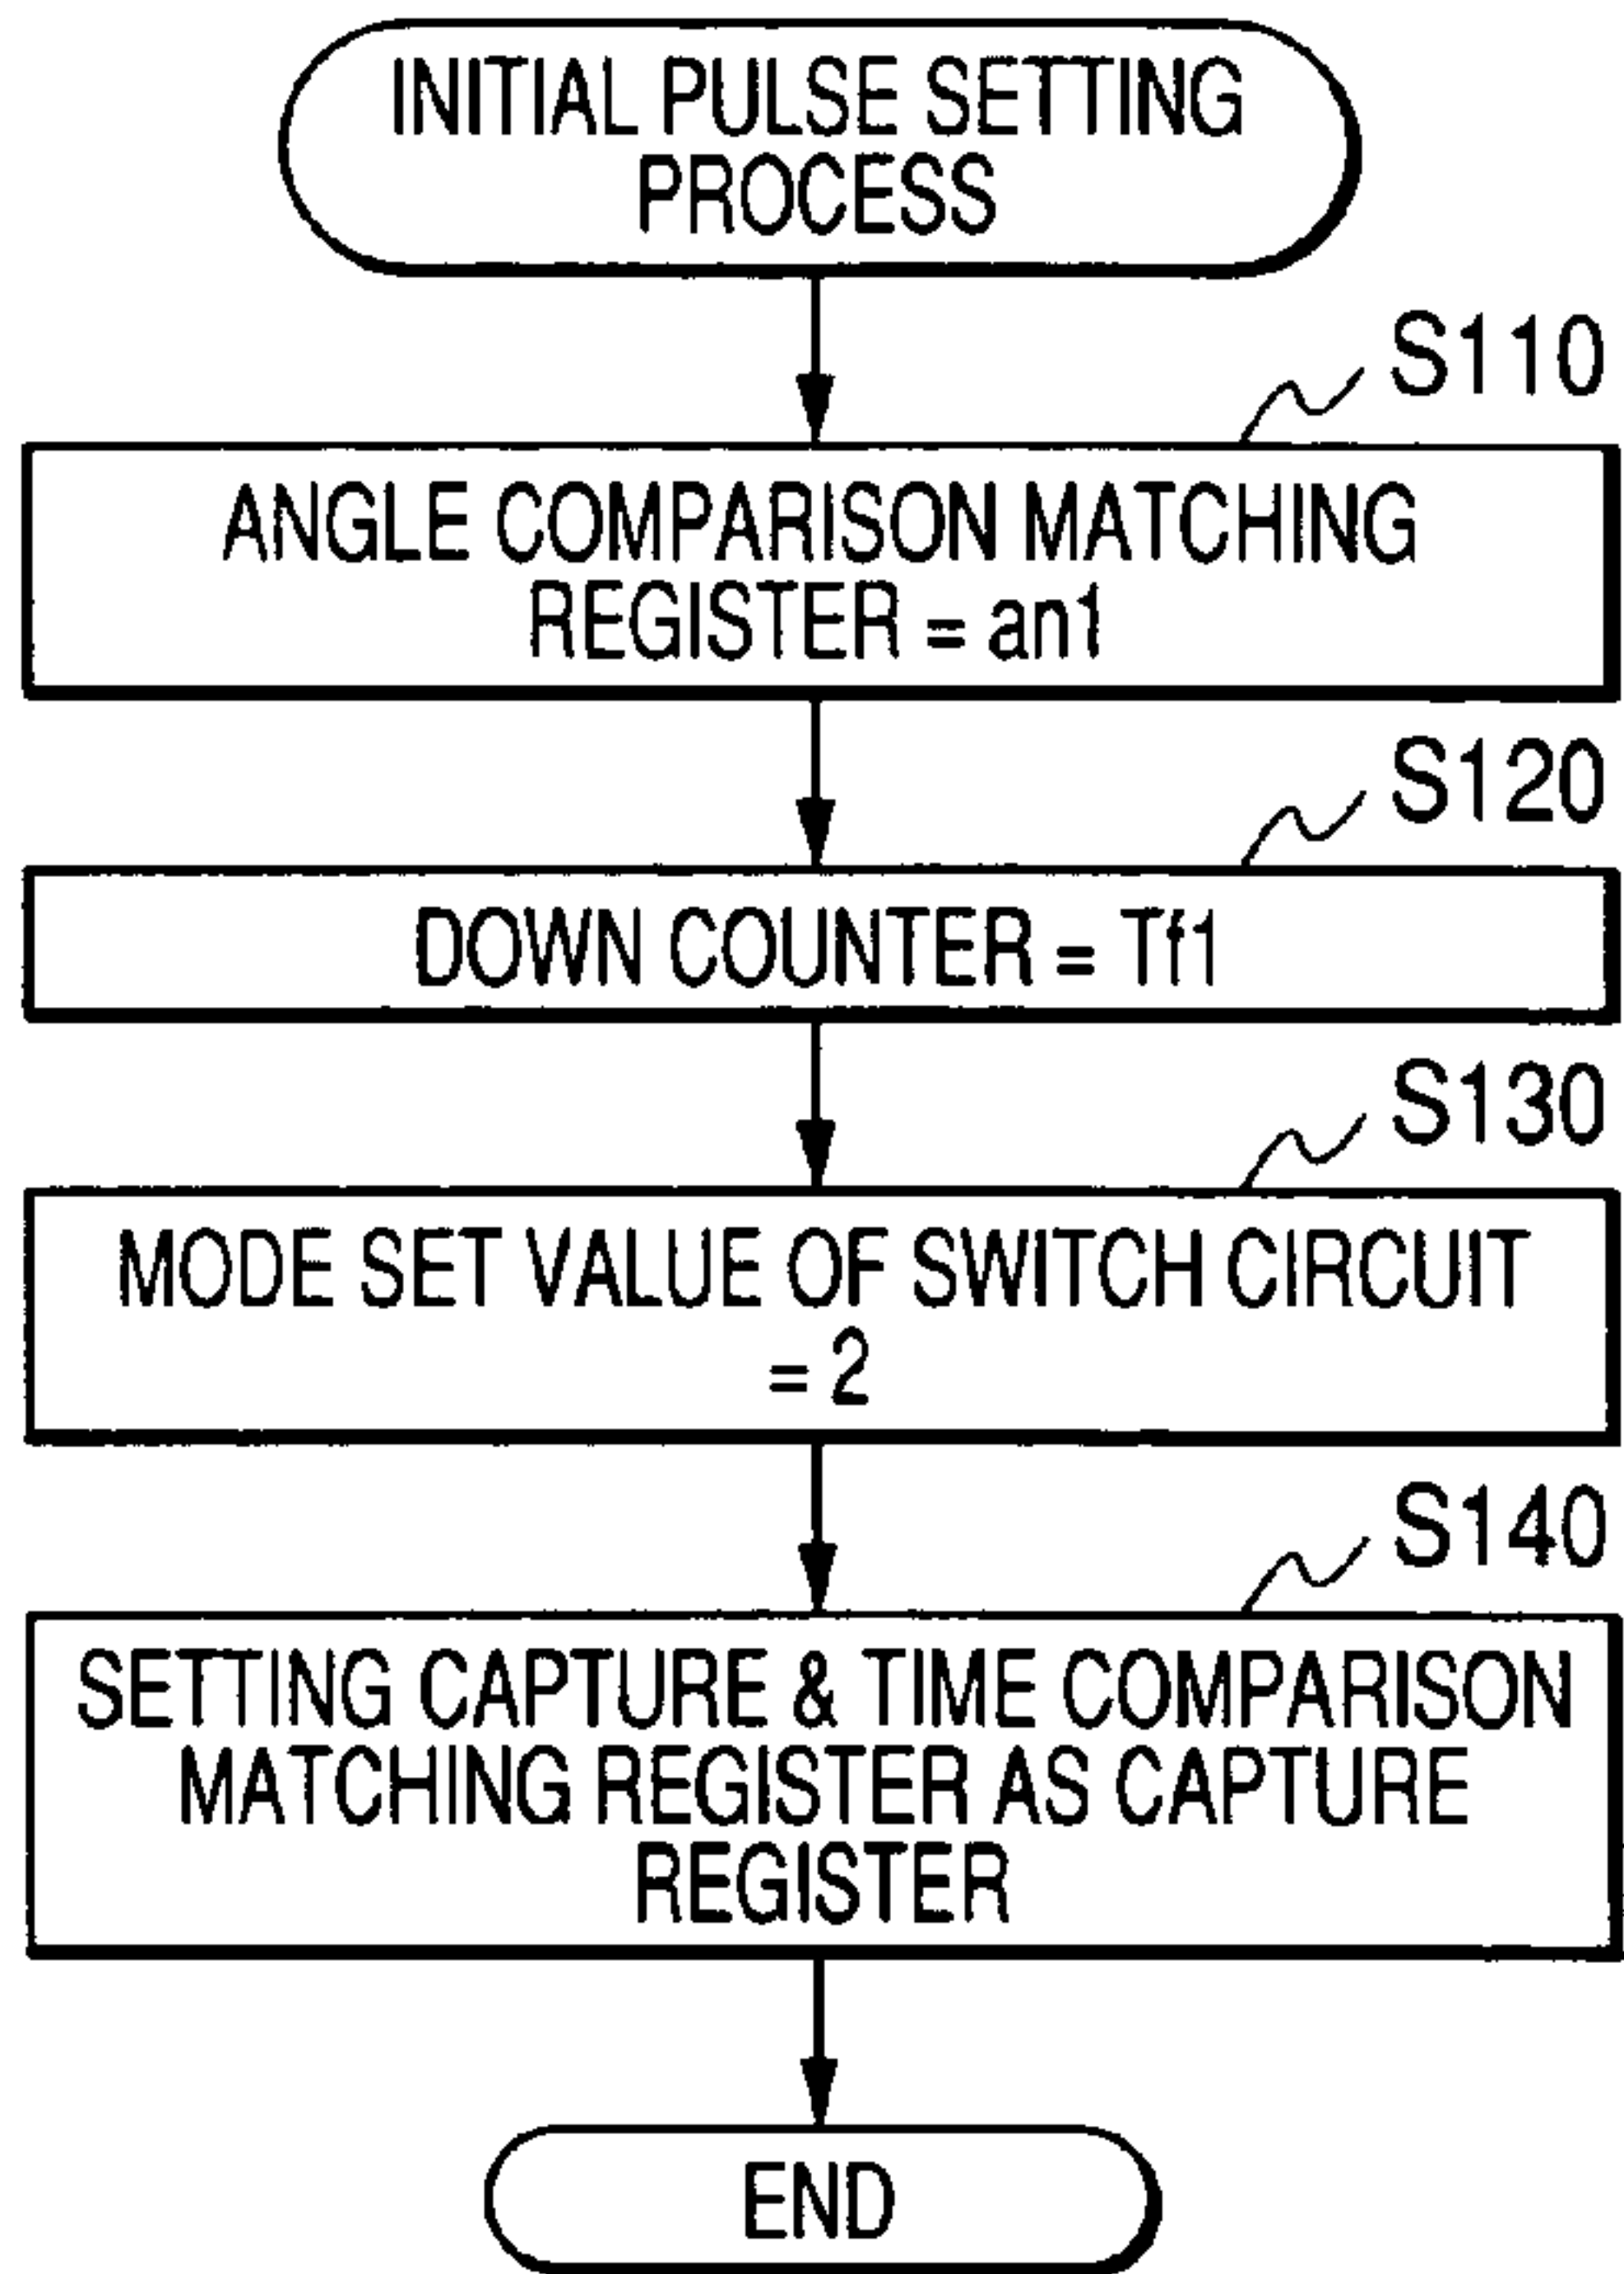 INITIAL PULSE SETTING
PROCESS
S110
ANGLE COMPARISON MATCHING
REGISTER = an1
S120
DOWN COUNTER = Tf1
S130
MODE SET VALUE OF SWITCH CIRCUIT
= 2
S140
SETTING CAPTURE & TIME COMPARISON
MATCHING REGISTER AS CAPTURE
REGISTER
END